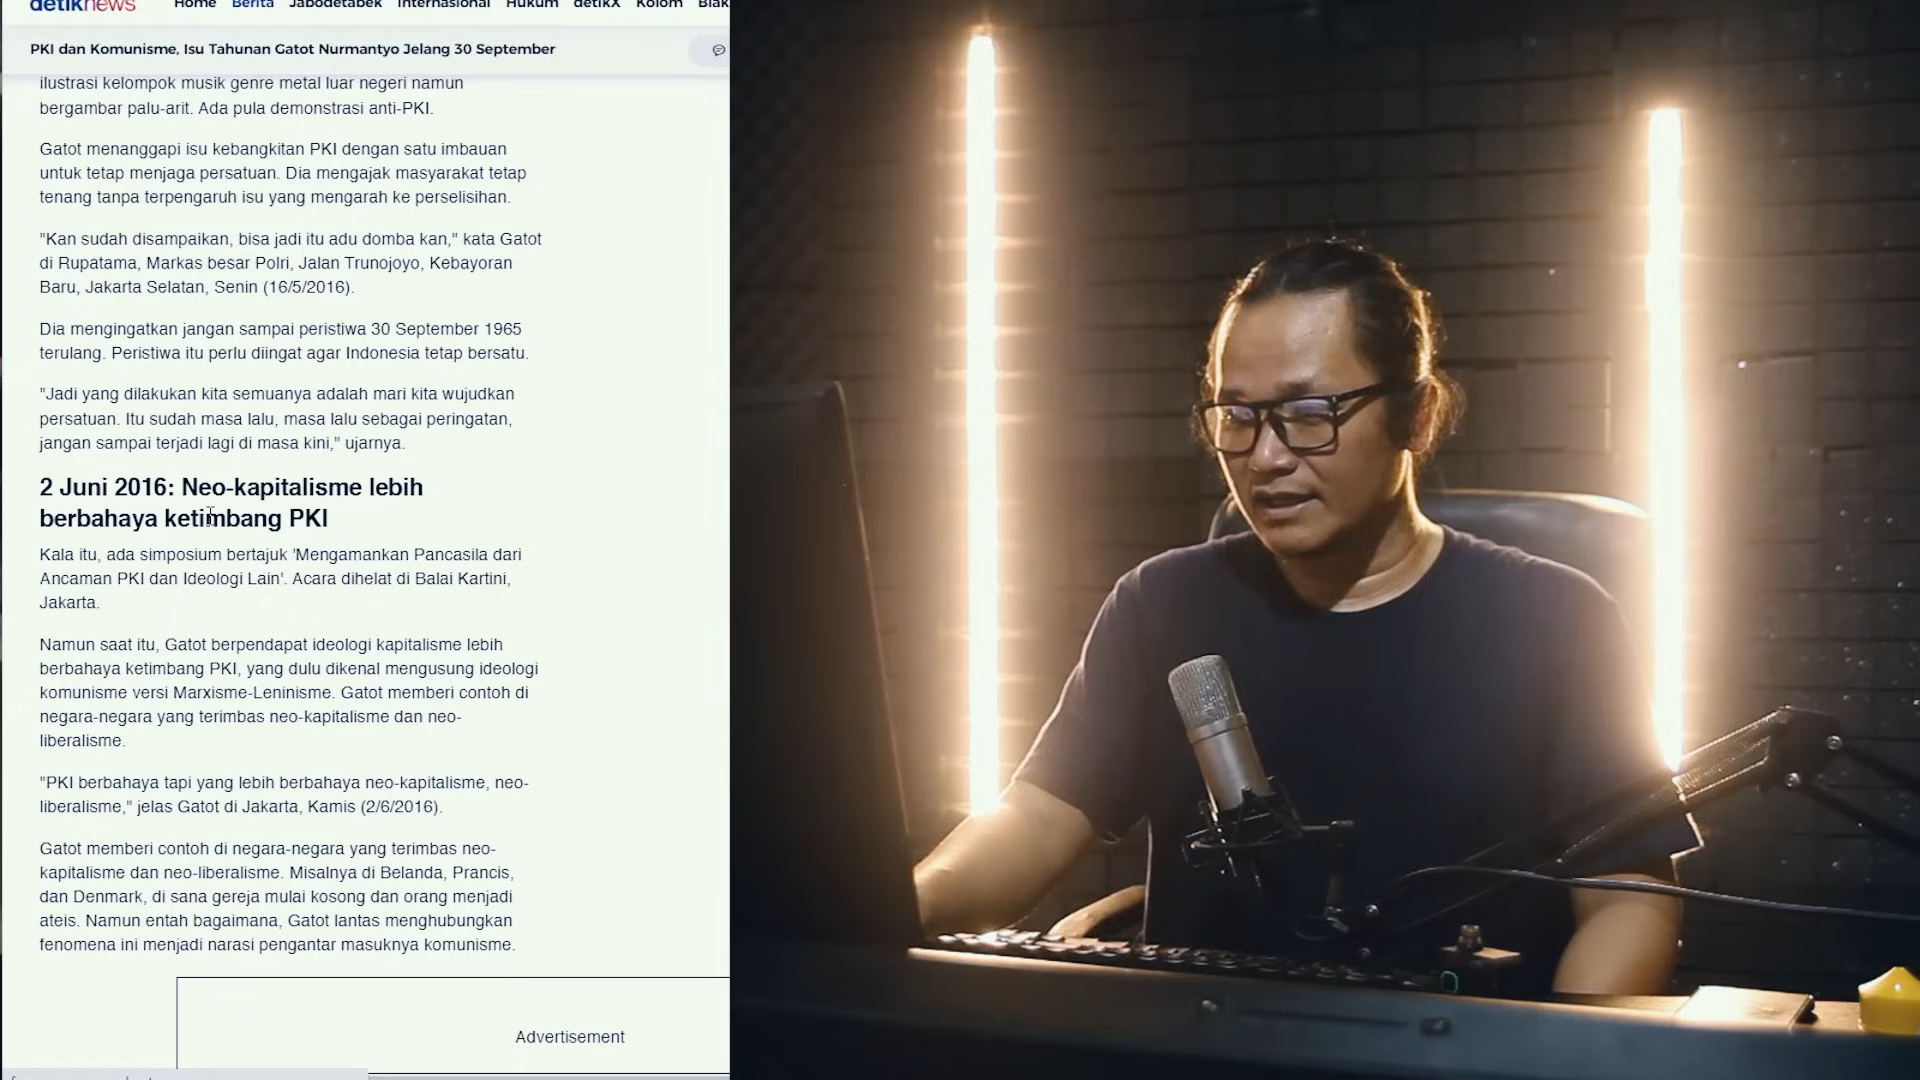 detiknews Home Berita Jabodetabek Internasional Hukum detikX Kolom Blak
PKI dan Komunisme, Isu Tahunan Gatot Nurmantyo Jelang 30 September
ilustrasi kelompok musik genre metal luar negeri namun
bergambar palu-arit. Ada pula demonstrasi anti-PKI.
Gatot menanggapi isu kebangkitan PKI dengan satu imbauan
untuk tetap menjaga persatuan. Dia mengajak masyarakat tetap
tenang tanpa terpengaruh isu yang mengarah ke perselisihan.
"Kan sudah disampaikan, bisa jadi itu adu domba kan," kata Gatot
di Rupatama, Markas besar Polri, Jalan Trunojoyo, Kebayoran
Baru, Jakarta Selatan, Senin (16/5/2016).
Dia mengingatkan jangan sampai peristiwa 30 September 1965
terulang. Peristiwa itu perlu diingat agar Indonesia tetap bersatu.
"Jadi yang dilakukan kita semuanya adalah mari kita wujudkan
persatuan. Itu sudah masa lalu, masa lalu sebagai peringatan,
jangan sampai terjadi lagi di masa kini," ujarnya.
2 Juni 2016: Neo-kapitalisme lebih
berbahaya ketimbang PKI
Kala itu, ada simposium bertajuk 'Mengamankan Pancasila dari
Ancaman PKI dan Ideologi Lain'. Acara dihelat di Balai Kartini,
Jakarta.
Namun saat itu, Gatot berpendapat ideologi kapitalisme lebih
berbahaya ketimbang PKI, yang dulu dikenal mengusung ideologi
komunisme versi Marxisme-Leninisme. Gatot memberi contoh di
negara-negara yang terimbas neo-kapitalisme dan neo-
liberalisme.
"PKI berbahaya tapi yang lebih berbahaya neo-kapitalisme, neo-
liberalisme," jelas Gatot di Jakarta, Kamis (2/6/2016).
Gatot memberi contoh di negara-negara yang terimbas neo-
kapitalisme dan neo-liberalisme. Misalnya di Belanda, Prancis,
dan Denmark, di sana gereja mulai kosong dan orang menjadi
ateis. Namun entah bagaimana, Gatot lantas menghubungkan
fenomena ini menjadi narasi pengantar masuknya komunisme.
Advertisement